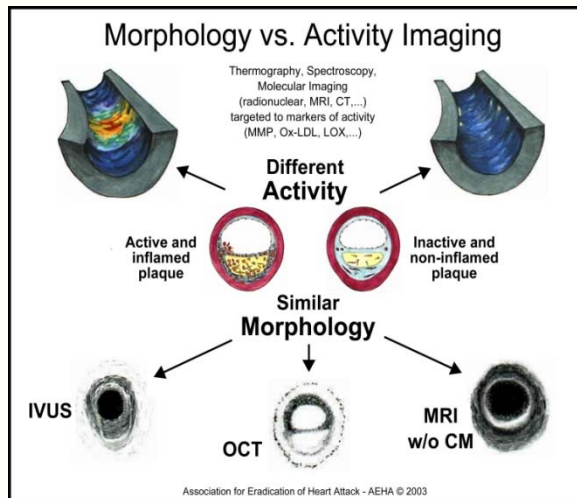 Morphology vs. Activity Imaging
Thermography, Spectroscopy,
Molecular Imaging
(radionuclear, MRI, CT,...)
targeted to markers of activity
(MMP, Ox-LDL, LOX,...)
Different
Activity
Active and
inflamed
plaque
Inactive and
non-inflamed
plaque
Similar
Morphology
IVUS
OCT
MRI
w/o CM
Association for Eradication of Heart Attack - AEHA © 2003